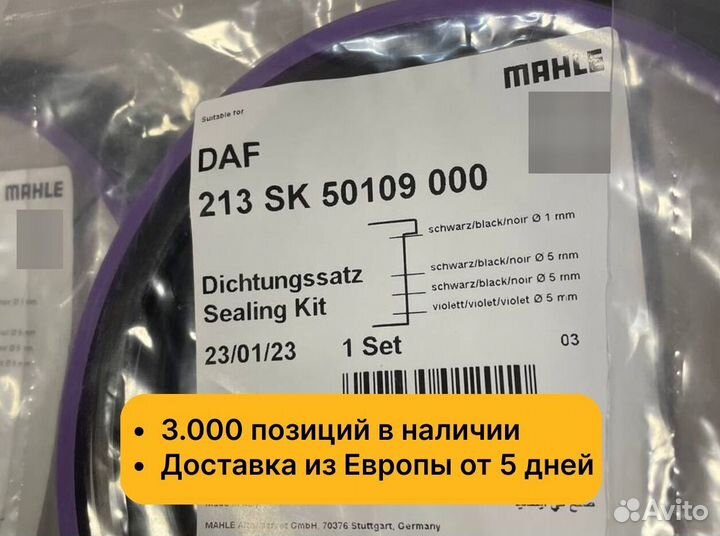 MAHLE
Suitable for
DAF
213 SK 50109 000
schwarz/black/noir Ø 1 mm
schwarz/black/noir Ø 5 mm
schwarz/black/noir Ø 5 mm
violett/violet/violet Ø 5 mm
Dichtungssatz
Sealing Kit
23/01/23
1 Set
03
MAHLE
• 3.000 позиций в наличии
• Доставка из Европы от 5 дней
MAHLE Aftermarket GmbH, 70376 Stuttgart, Germany
Avito